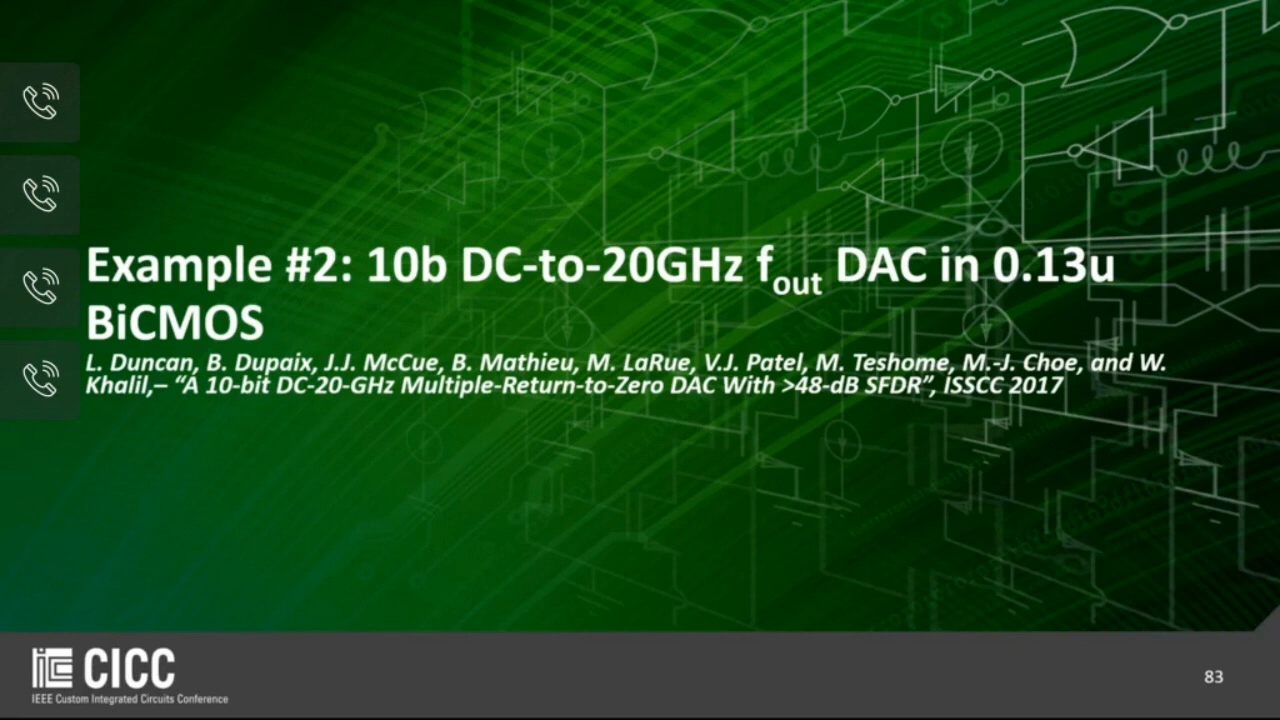 Example #2: 10b DC-to-20GHz fout DAC in 0.13u
BiCMOS
L. Duncan, B. Dupaix, J.J. McCue, B. Mathieu, M. LaRue, V.J. Patel, M. Teshome, M.-J. Choe, and W.
Khalil,– “A 10-bit DC-20-GHz Multiple-Return-to-Zero DAC With >48-dB SFDR”, ISSCC 2017
CICC
IEEE Custom Integrated Circuits Conference
83